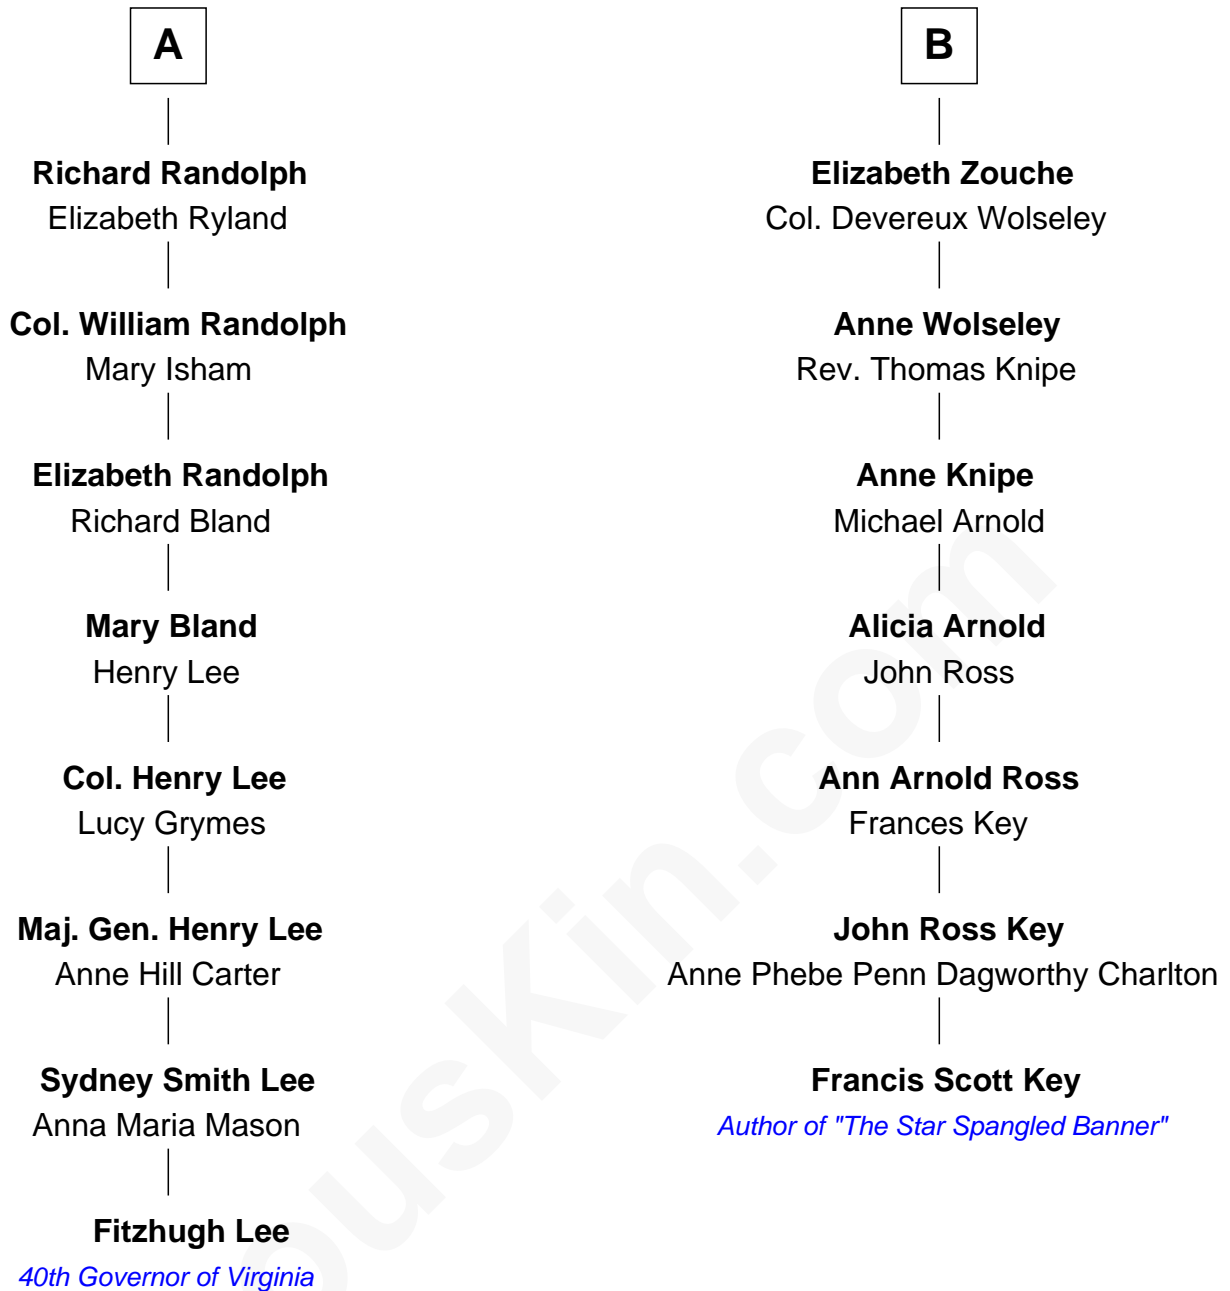 A
Richard Randolph
Elizabeth Ryland
Col. William Randolph
Mary Isham
Elizabeth Randolph
Richard Bland
Mary Bland
Henry Lee
Col. Henry Lee
Lucy Grymes
Maj. Gen. Henry Lee
Anne Hill Carter
Sydney Smith Lee
Anna Maria Mason
Fitzhugh Lee
40th Governor of Virginia
B
Elizabeth Zouche
Col. Devereux Wolseley
Anne Wolseley
Rev. Thomas Knipe
Anne Knipe
Michael Arnold
Alicia Arnold
John Ross
Ann Arnold Ross
Frances Key
John Ross Key
Anne Phebe Penn Dagworthy Charlton
Francis Scott Key
Author of "The Star Spangled Banner"
ousKin.com